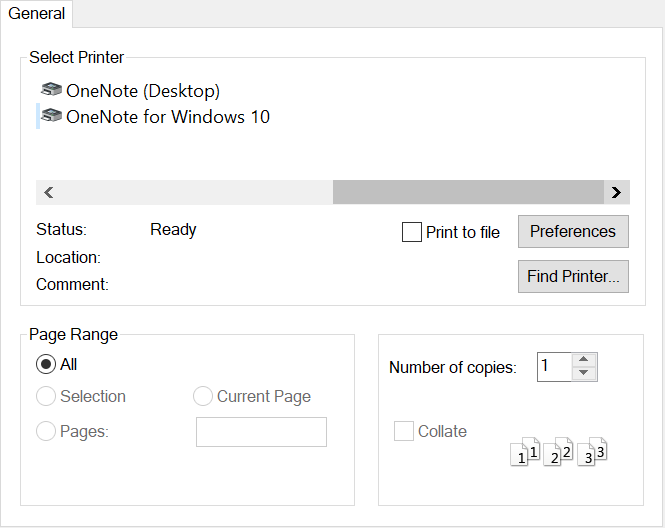 General
Select Printer
OneNote (Desktop)
OneNote for Windows 10
Status: Ready
Print to file
Preferences
Location:
Comment:
Find Printer...
Page Range
All
Selection
Current Page
Pages:
Number of copies: 1
Collate
1 1 2 2 3 3